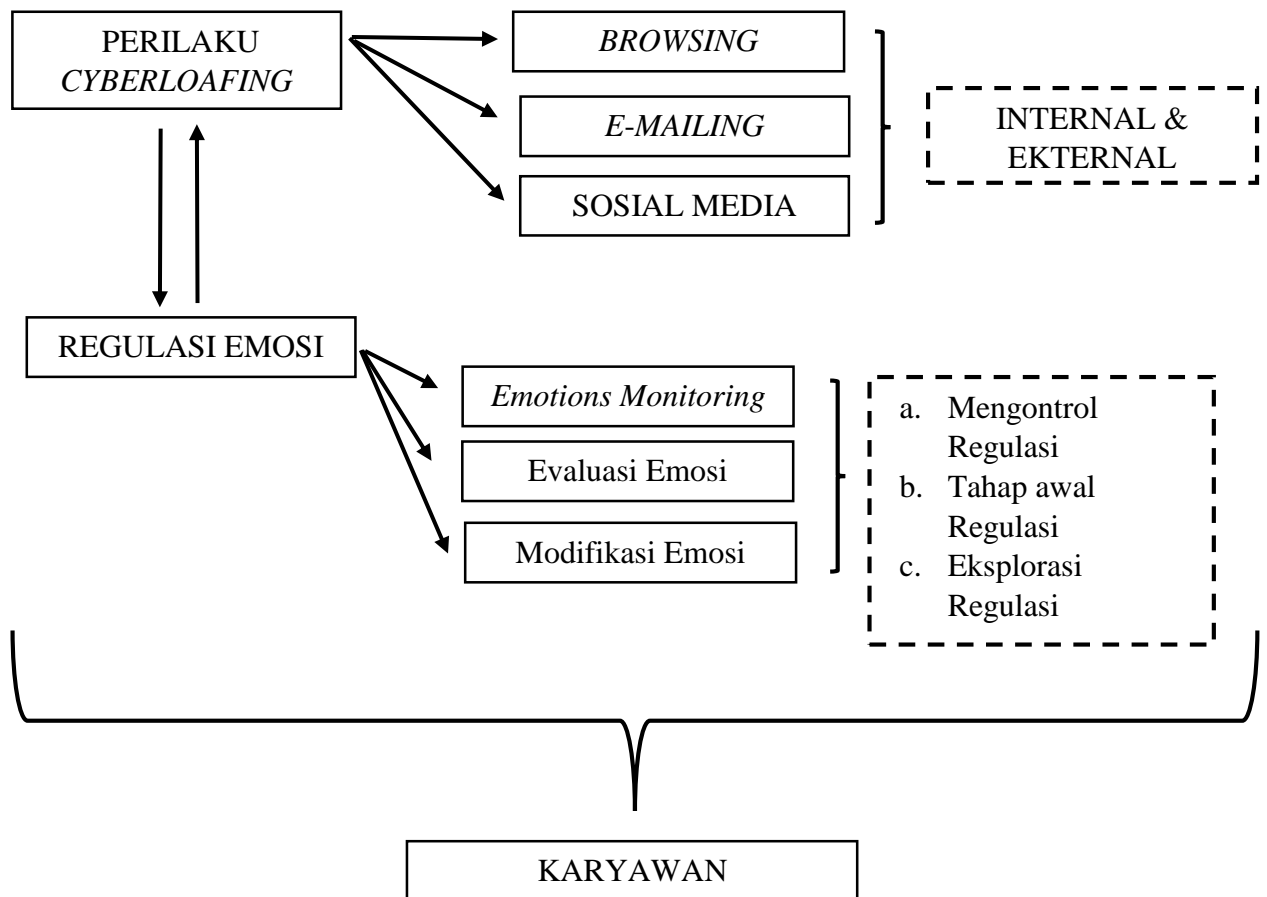 PERILAKU
CYBERLOAFING
BROWSING
E-MAILING
SOSIAL MEDIA
INTERNAL &
EKTERNAL
REGULASI EMOSI
Emotions Monitoring
Evaluasi Emosi
Modifikasi Emosi
a. Mengontrol
Regulasi
b. Tahap awal
Regulasi
c. Eksplorasi
Regulasi
KARYAWAN